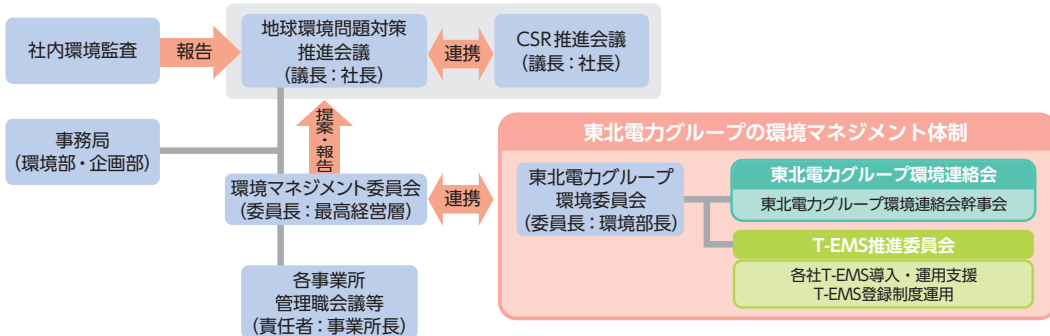 社内環境監査
報告
地球環境問題対策
推進会議
(議長：社長)
連携
CSR推進会議
(議長：社長)
提案・報告
事務局
(環境部・企画部)
環境マネジメント委員会
(委員長：最高経営層)
連携
各事業所
管理職会議等
(責任者：事業所長)
東北電力グループの環境マネジメント体制
東北電力グループ
環境委員会
(委員長：環境部長)
東北電力グループ環境連絡会
東北電力グループ環境連絡会幹事会
T-EMS推進委員会
各社T-EMS導入・運用支援
T-EMS登録制度運用